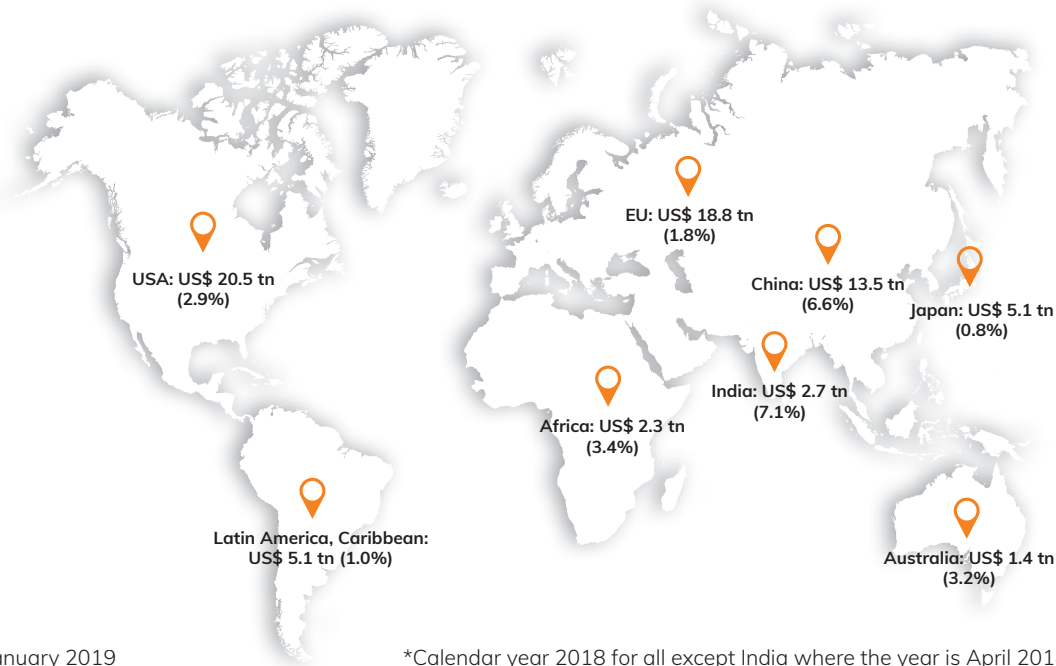 EU: US$ 18.8 tn
(1.8%)
USA: US$ 20.5 tn
(2.9%)
China: US$ 13.5 tn
(6.6%)
Japan: US$ 5.1 tn
(0.8%)
India: US$ 2.7 tn
(7.1%)
Africa: US$ 2.3 tn
(3.4%)
Latin America, Caribbean:
US$ 5.1 tn (1.0%)
Australia: US$ 1.4 tn
(3.2%)
2019
*Calendar year 2018 for all except India where the year is April